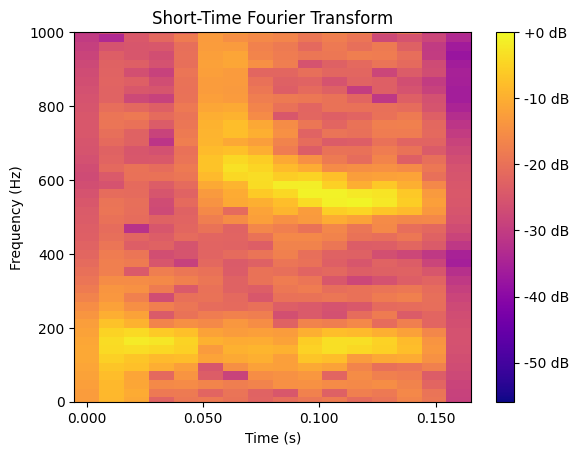 Short-Time Fourier Transform
1000
800
600
400
200
0
Frequency (Hz)
0.000
0.050
0.100
0.150
Time (s)
+0 dB
-10 dB
-20 dB
-30 dB
-40 dB
-50 dB